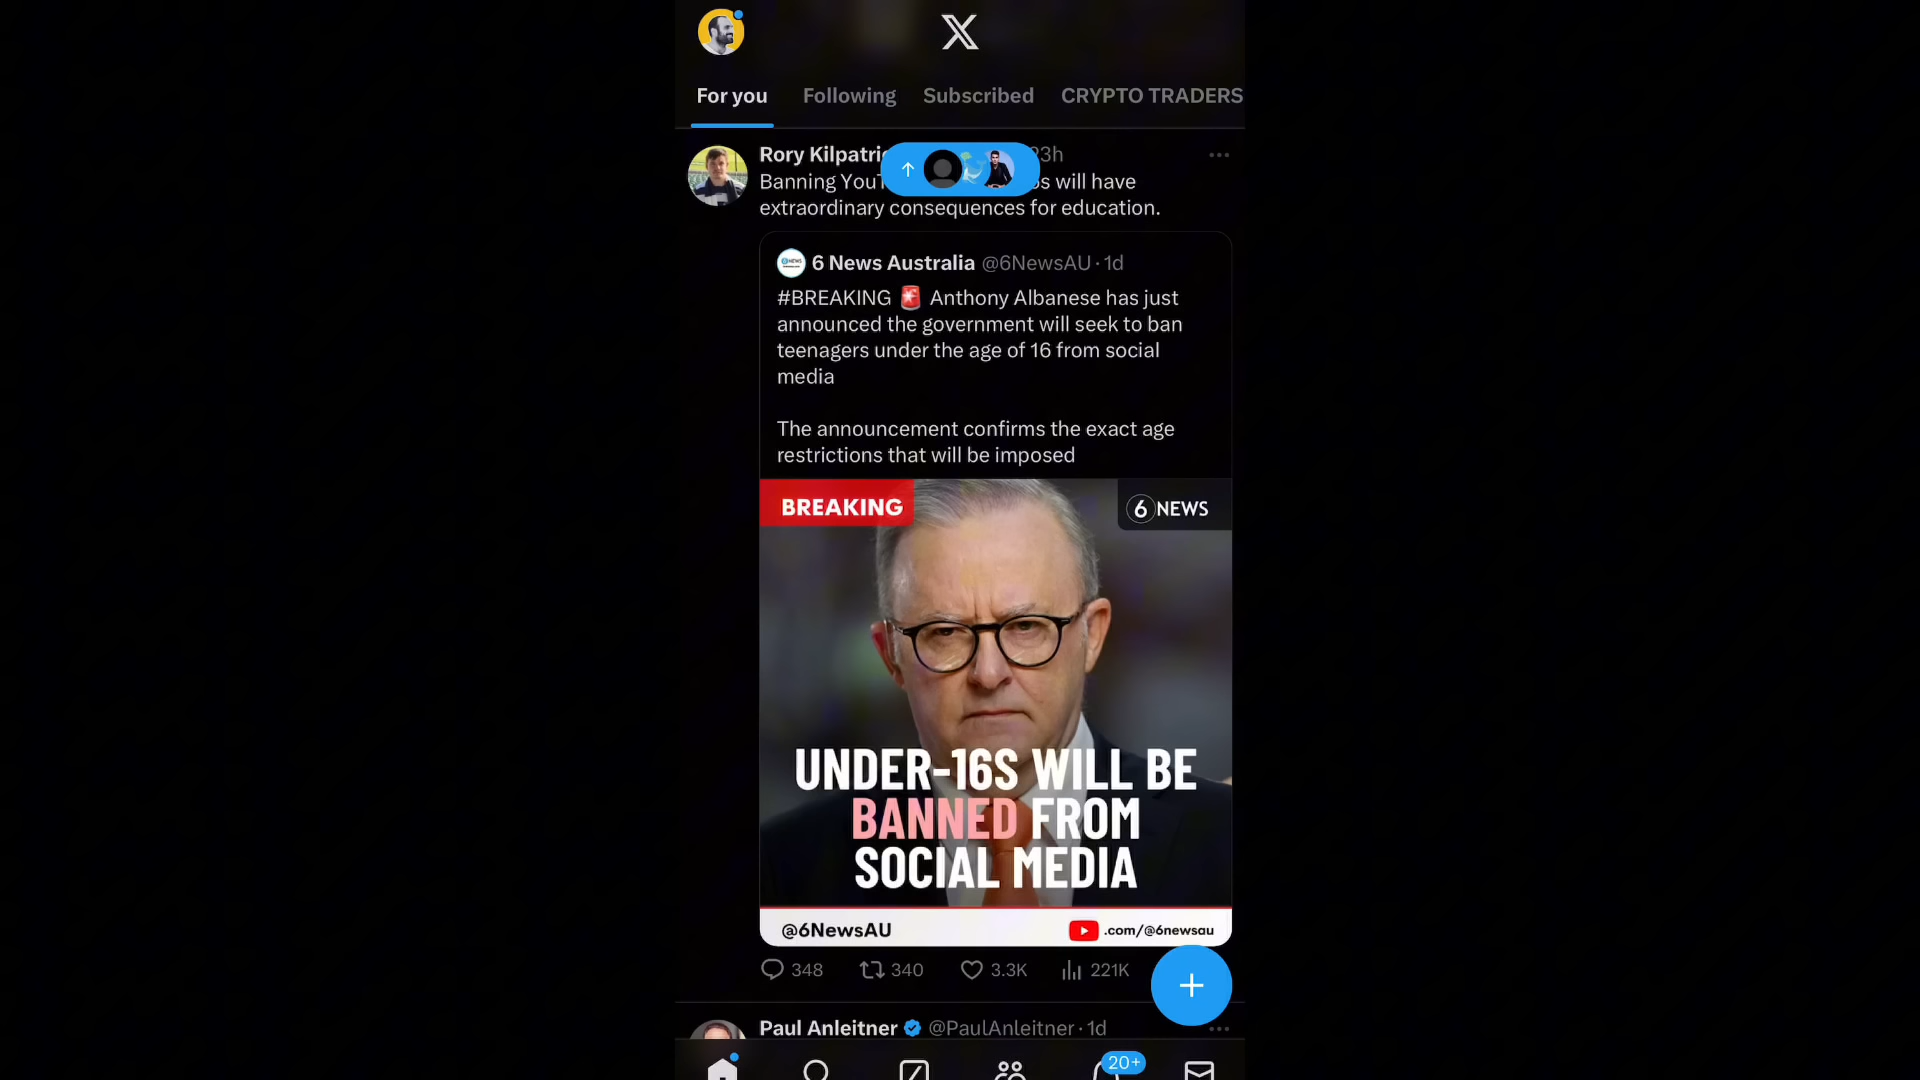 For you Following Subscribed CRYPTO TRADERS
Rory 23h
Banning will have
extraordinary consequences for education.
6 News Australia @6NewsAU · 1d
#BREAKING 🚨 Anthony Albanese has just
announced the government will seek to ban
teenagers under the age of 16 from social
media
The announcement confirms the exact age
restrictions that will be imposed
BREAKING
6 NEWS
UNDER-16S WILL BE
BANNED FROM
SOCIAL MEDIA
@6NewsAU
.com/@6newsau
348 340 3.3K 221K
Paul Anleitner @PaulAnleitner · 1d
20+